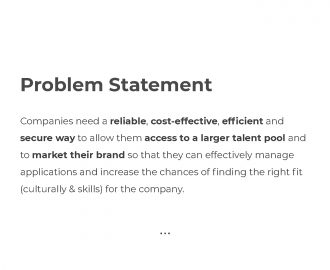 Problem Statement
Companies need a reliable, cost-effective, efficient and
secure way to allow them access to a larger talent pool and
to market their brand so that they can effectively manage
applications and increase the chances of finding the right fit
(culturally & skills) for the company.
...